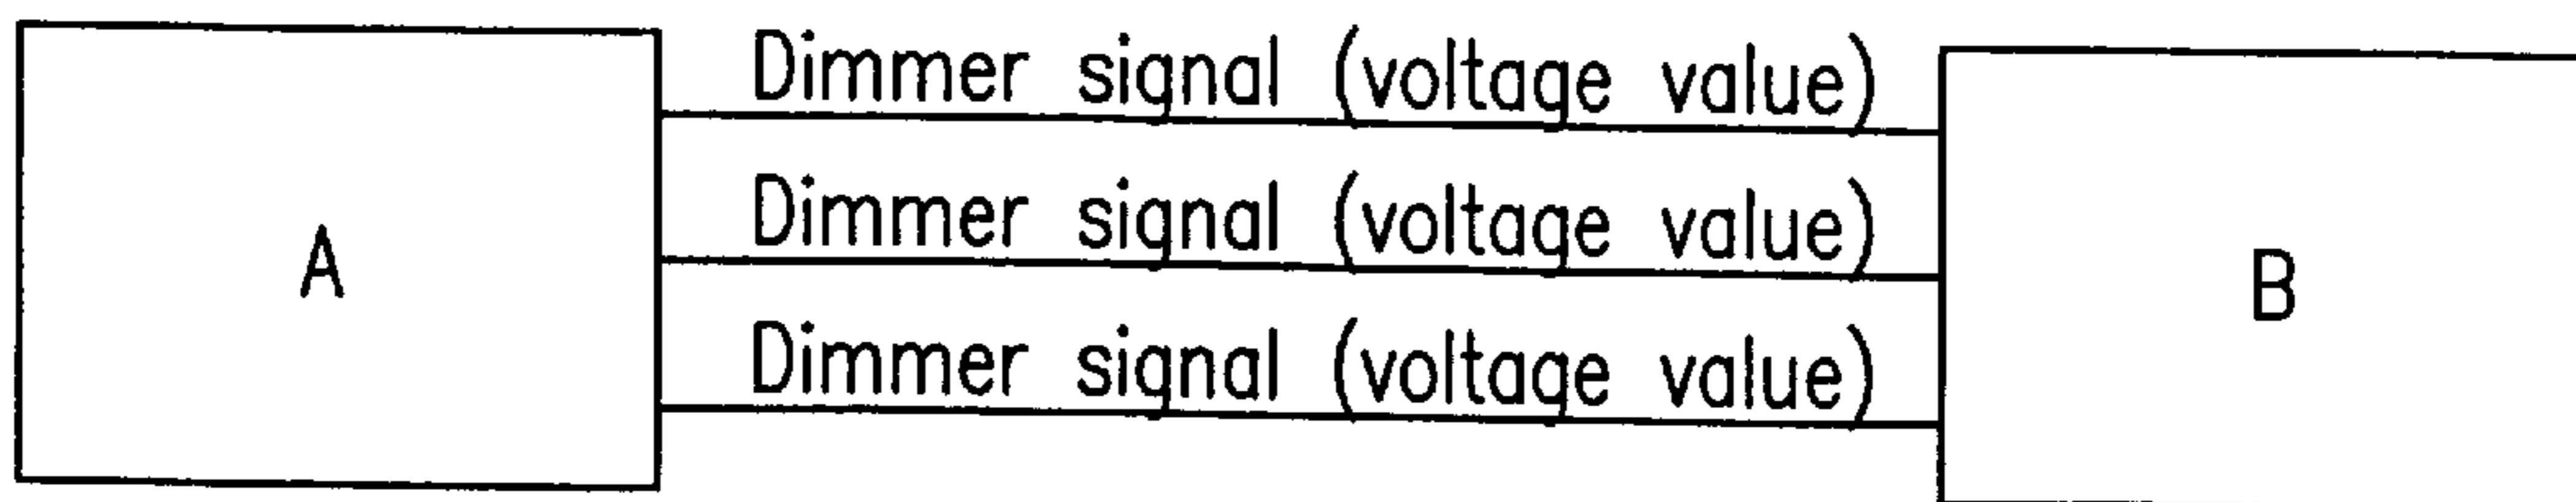 Dimmer signal (voltage value)
Dimmer signal (voltage value)
A
Dimmer signal (voltage value)
B